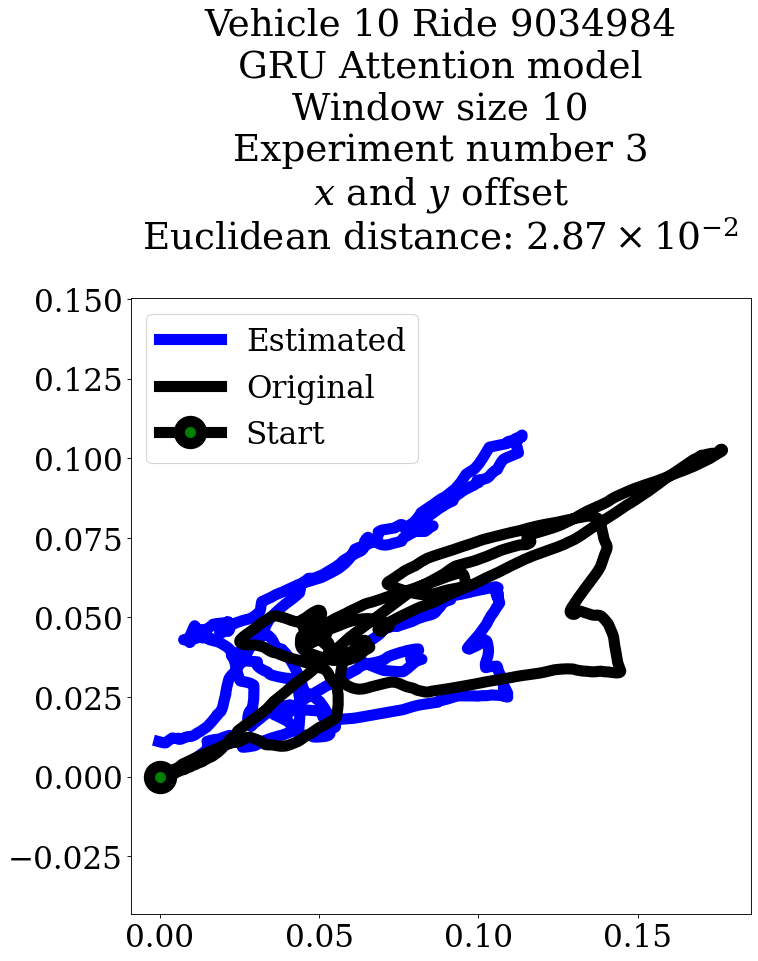 Vehicle 10 Ride 9034984
GRU Attention model
Window size 10
Experiment number 3
x and y offset
Euclidean distance: 2.87 × 10⁻²
0.150
0.125
0.100
0.075
0.050
0.025
0.000
−0.025
Estimated
Original
Start
0.00 0.05 0.10 0.15